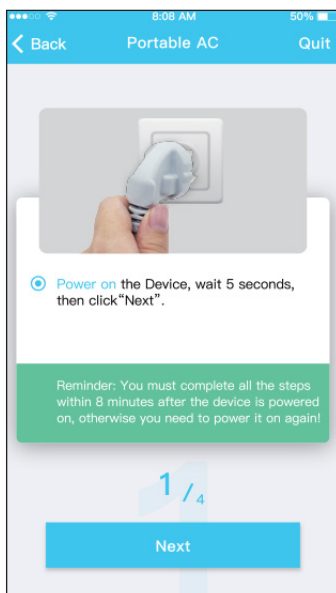 8:08 AM 50%
Back Portable AC Quit
Power on the Device, wait 5 seconds,
then click“Next”.
Reminder: You must complete all the steps
within 8 minutes after the device is powered
on, otherwise you need to power it on again!
1
1/4
Next